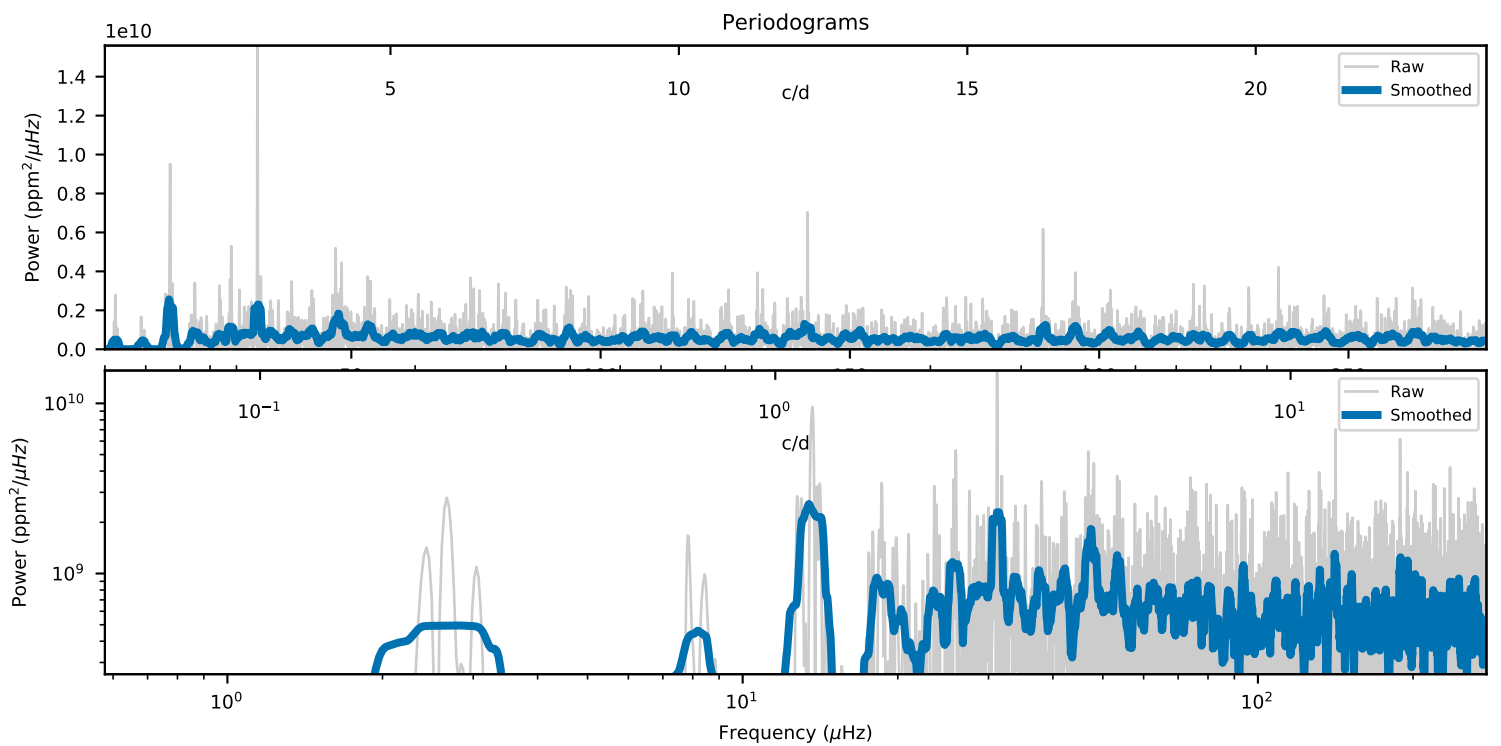 Periodograms
1e10
5 10 15 20
c/d
Raw
Smoothed
1.4
1.2
1.0
0.8
0.6
0.4
0.2
0.0
Power (ppm²/μHz)
10⁻¹ 10⁰ 10¹
c/d
Raw
Smoothed
10¹⁰
10⁹
Power (ppm²/μHz)
10⁰ 10¹ 10²
Frequency (μHz)